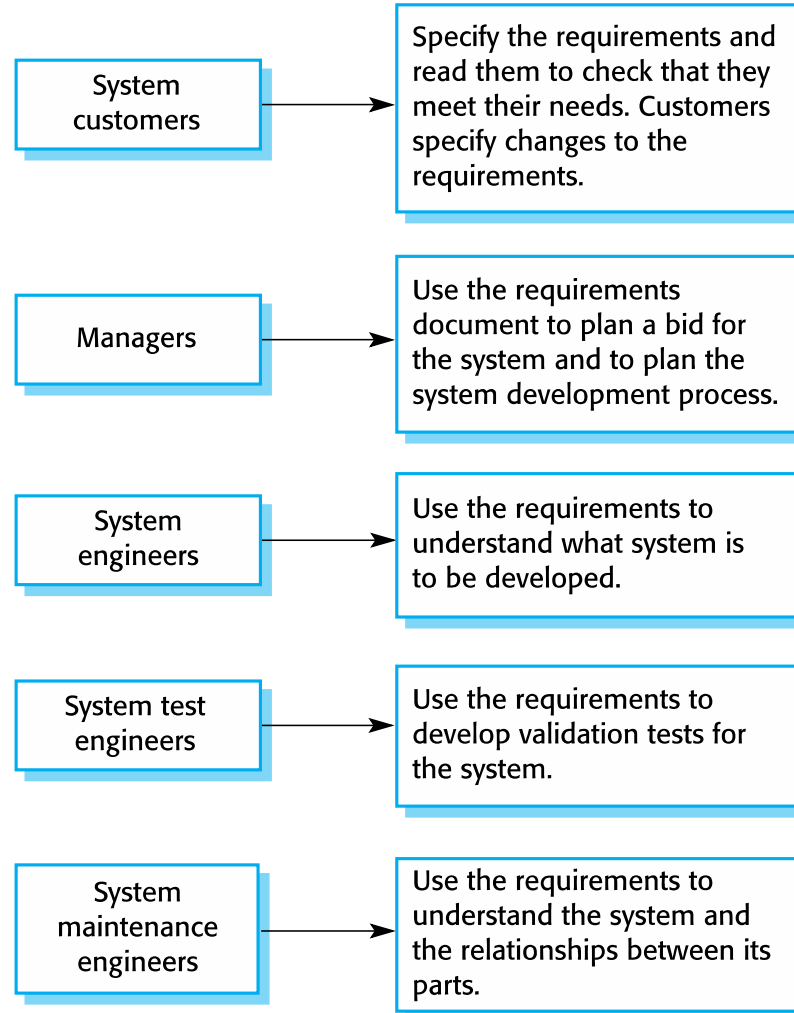 System
customers
Specify the requirements and
read them to check that they
meet their needs. Customers
specify changes to the
requirements.
Managers
Use the requirements
document to plan a bid for
the system and to plan the
system development process.
System
engineers
Use the requirements to
understand what system is
to be developed.
System test
engineers
Use the requirements to
develop validation tests for
the system.
System
maintenance
engineers
Use the requirements to
understand the system and
the relationships between its
parts.